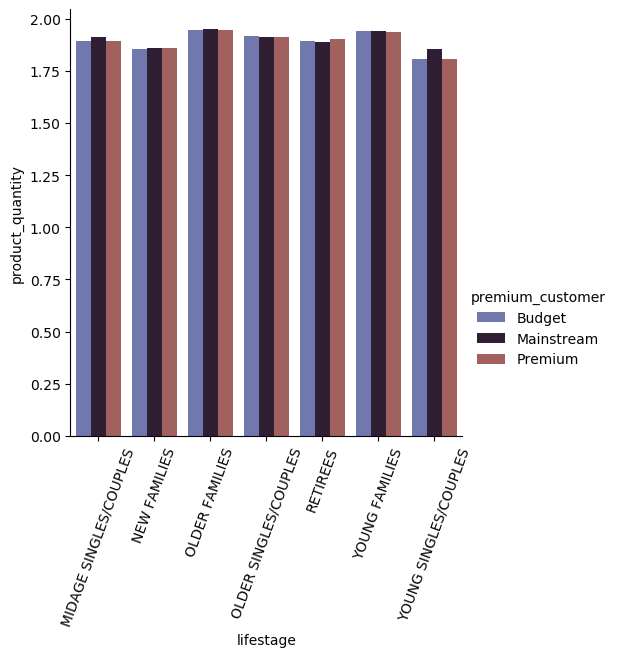 2.00
1.75
1.50
1.25
1.00
0.75
0.50
0.25
0.00
product_quantity
MIDAGE SINGLES/COUPLES
NEW FAMILIES
OLDER FAMILIES
OLDER SINGLES/COUPLES
RETIREES
YOUNG FAMILIES
YOUNG SINGLES/COUPLES
lifestage
premium_customer
Budget
Mainstream
Premium